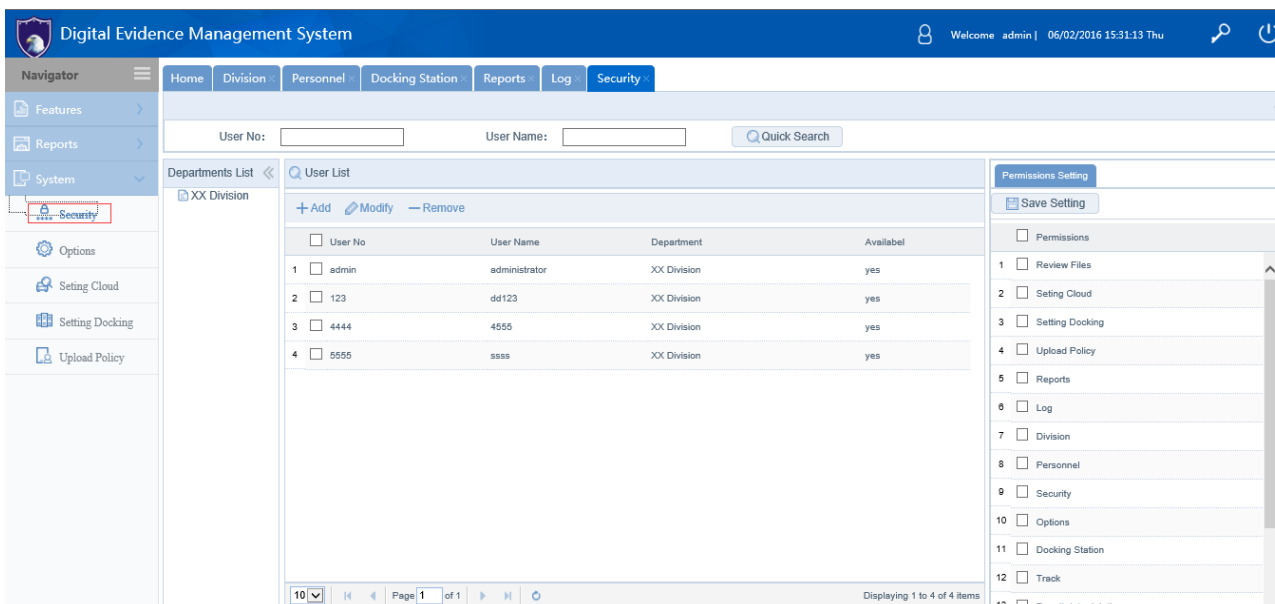 Digital Evidence Management System
Welcome admin | 06/02/2016 15:31:13 Thu
Navigator
Home Division Personnel Docking Station Reports Log Security
Features
Reports
System
Security
Options
Seting Cloud
Setting Docking
Upload Policy
User No: User Name: Quick Search
Departments List
XX Division
User List
Add Modify Remove
User No User Name Department Availabel
1 admin administrator XX Division yes
2 123 dd123 XX Division yes
3 4444 4555 XX Division yes
4 5555 ssss XX Division yes
10 Page 1 of 1 Displaying 1 to 4 of 4 items
Permissions Setting
Save Setting
Permissions
1 Review Files
2 Seting Cloud
3 Setting Docking
4 Upload Policy
5 Reports
6 Log
7 Division
8 Personnel
9 Security
10 Options
11 Docking Station
12 Track